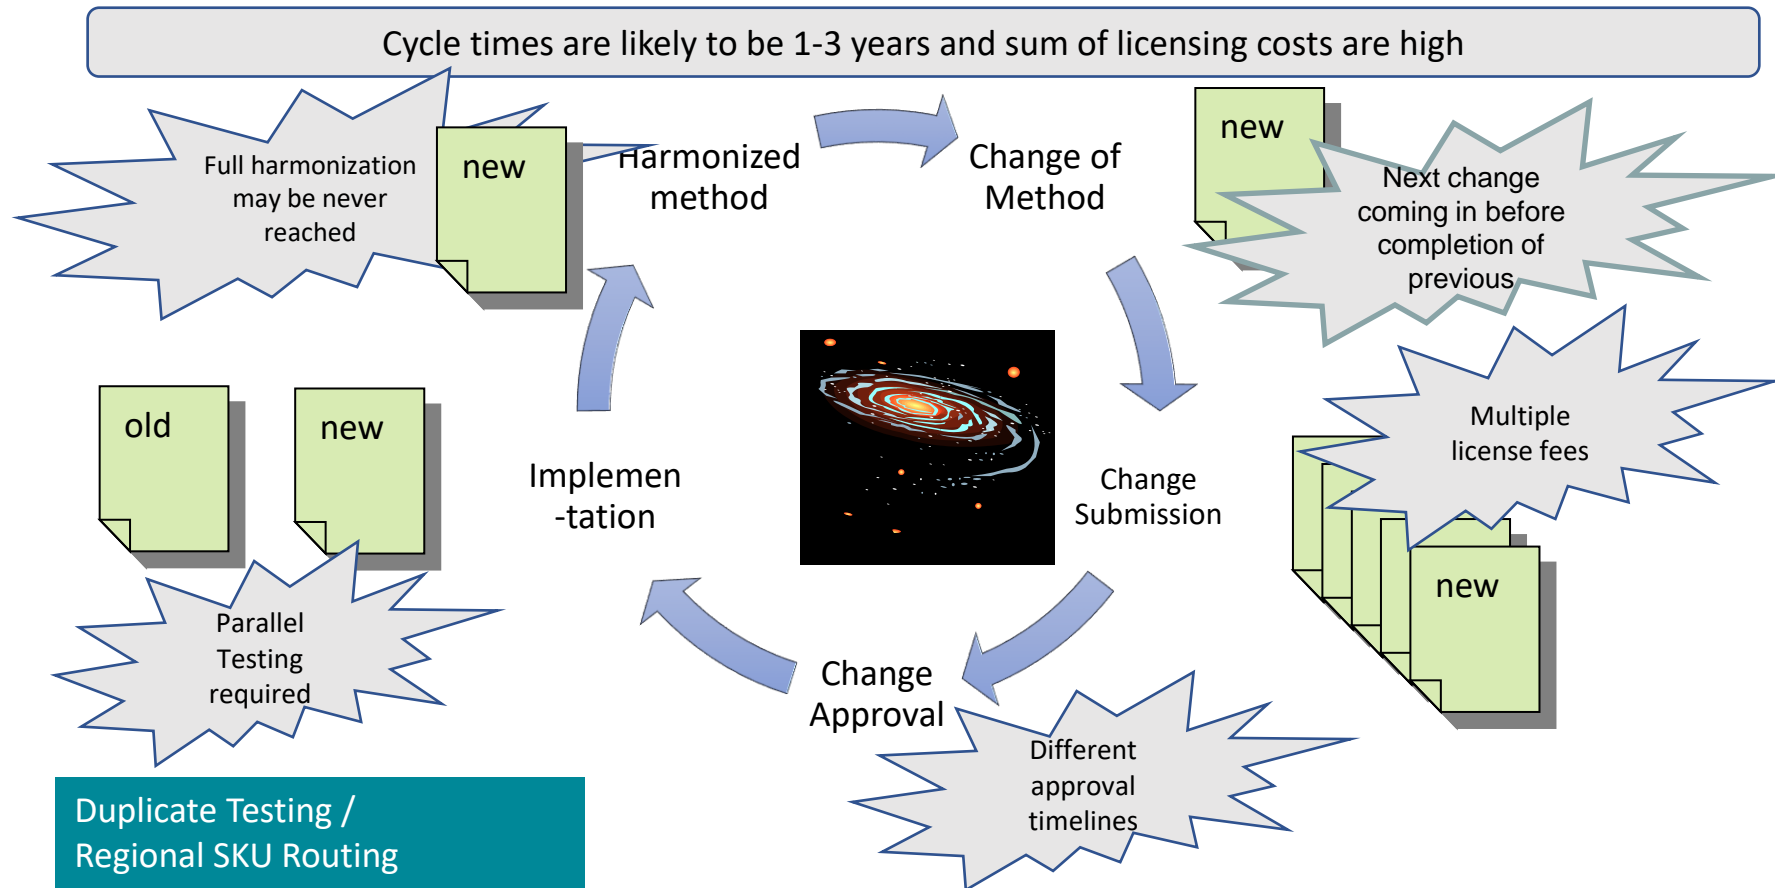 Cycle times are likely to be 1-3 years and sum of licensing costs are high
Full harmonization
may be never
reached
new
Harmonized
method
Change of
Method
new
Next change
coming in before
completion of
previous
Multiple
license fees
new
Change
Submission
Change
Approval
Different
approval
timelines
Implemen
-tation
old
new
Parallel
Testing
required
Duplicate Testing /
Regional SKU Routing